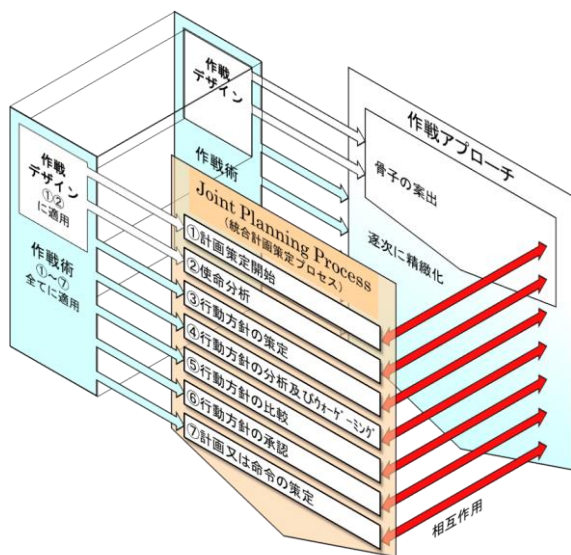 作戦
デザイン
作戦術
作戦
デザイン
①②
に適用
作戦術
①～⑦
全てに適用
Joint Planning Process
(統合計画策定プロセス)
①計画策定開始
②使命分析
③行動方針の策定
④行動方針の分析及びウォーゲーミング
⑤行動方針の比較
⑥行動方針の承認
⑦計画又は命令の策定
作戦アプローチ
骨子の案出
逐次に精緻化
相互作用